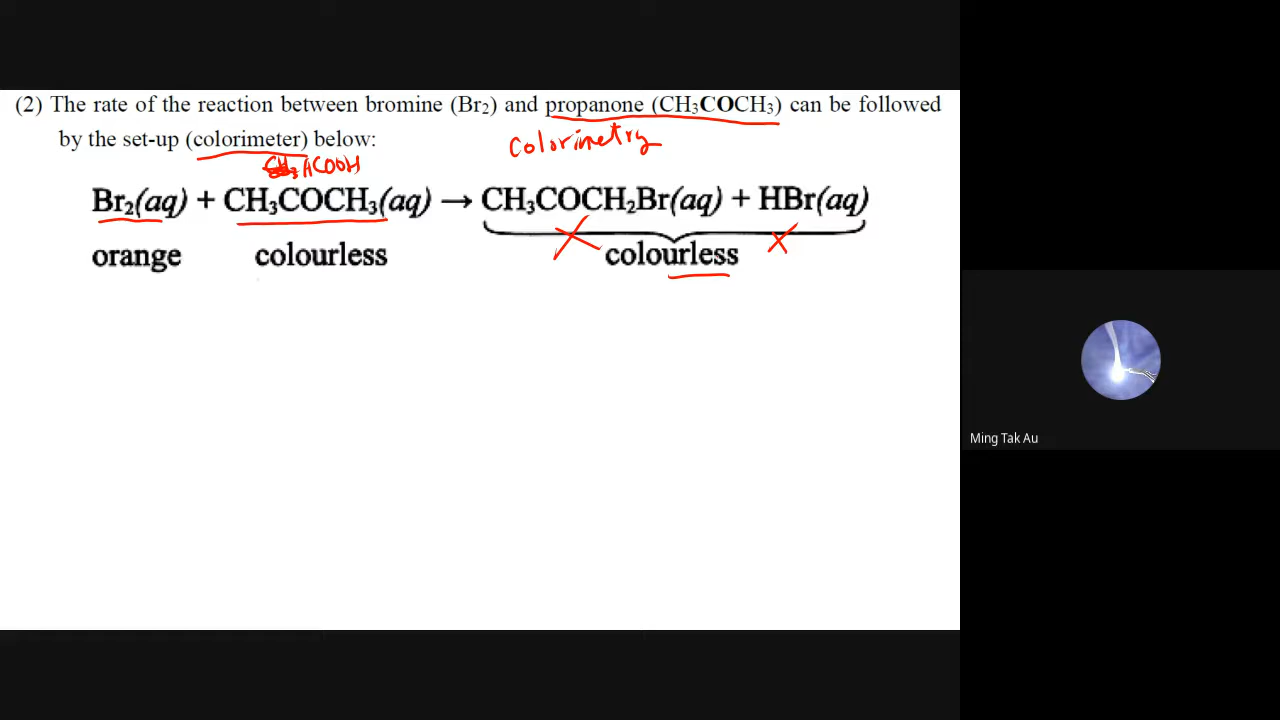 (2) The rate of the reaction between bromine (Br₂) and propanone (CH₃COCH₃) can be followed
by the set-up (colorimeter) below:
colorimetry
ACOOH
Br₂(aq) + CH₃COCH₃(aq) → CH₃COCH₂Br(aq) + HBr(aq)
orange colourless colourless
Ming Tak Au